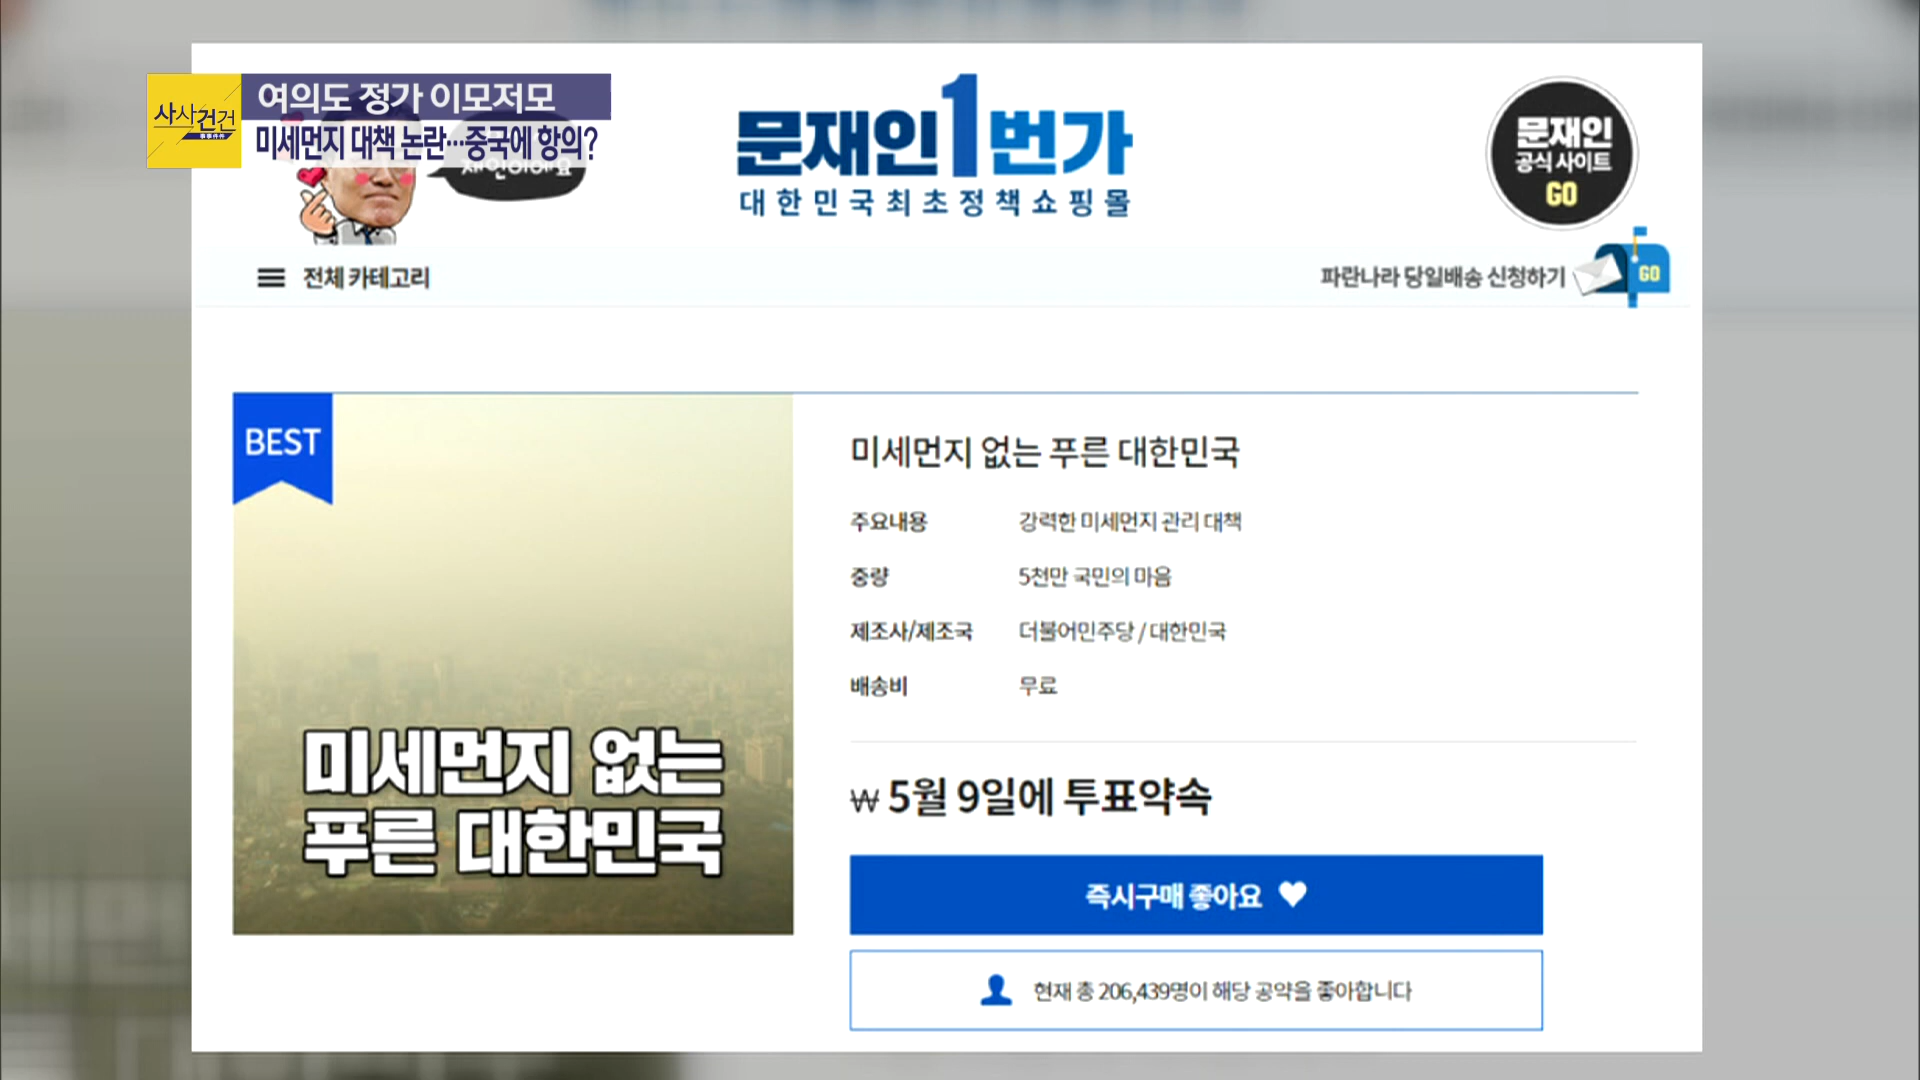 사사건건
事事件件
여의도 정가 이모저모
미세먼지 대책 논란…중국에 항의?
재인이에요
문재인1번가
대한민국최초정책쇼핑몰
문재인
공식 사이트
GO
전체 카테고리
파란나라 당일배송 신청하기
GO
BEST
미세먼지 없는
푸른 대한민국
미세먼지 없는 푸른 대한민국
주요내용 강력한 미세먼지 관리 대책
중량 5천만 국민의 마음
제조사/제조국 더불어민주당 / 대한민국
배송비 무료
₩ 5월 9일에 투표약속
즉시구매 좋아요
현재 총 206,439명이 해당 공약을 좋아합니다